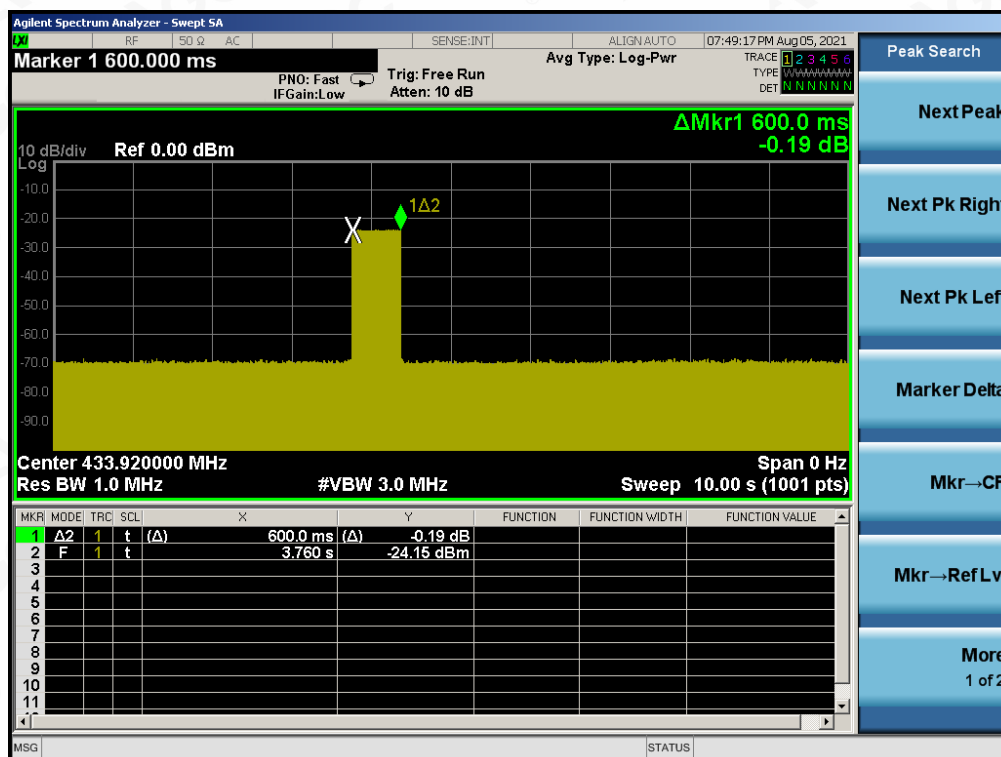 Agilent Spectrum Analyzer - Swept SA
LXI RF 50 Ω AC SENSE:INT ALIGN AUTO 07:49:17 PM Aug 05, 2021
Marker 1 600.000 ms
PNO: Fast
IFGain:Low
Trig: Free Run
Atten: 10 dB
Avg Type: Log-Pwr
TRACE 1 2 3 4 5 6
TYPE
DET N N N N N N
ΔMkr1 600.0 ms
-0.19 dB
10 dB/div Ref 0.00 dBm
Log
-10.0
-20.0
-30.0
-40.0
-50.0
-60.0
-70.0
-80.0
-90.0
1Δ2
Center 433.920000 MHz Span 0 Hz
Res BW 1.0 MHz #VBW 3.0 MHz Sweep 10.00 s (1001 pts)
MKR MODE TRC SCL X Y FUNCTION FUNCTION WIDTH FUNCTION VALUE
1 Δ2 1 t (Δ) 600.0 ms (Δ) -0.19 dB
2 F 1 t 3.760 s -24.15 dBm
3
4
5
6
7
8
9
10
11
MSG STATUS
Peak Search
Next Peak
Next Pk Right
Next Pk Left
Marker Delta
Mkr→CF
Mkr→Ref Lv
More
1 of 2